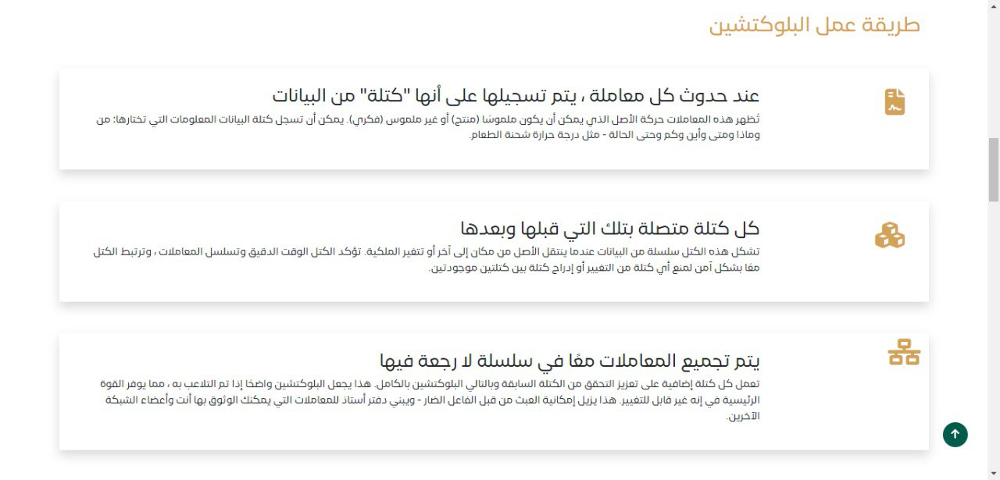 طريقة عمل البلوكتشين
عند حدوث كل معاملة ، يتم تسجيلها على أنها "كتلة" من البيانات
تُظهر هذه المعاملات حركة الأصل الذي يمكن أن يكون ملموسًا (منتج) أو غير ملموس (فكري). يمكن أن تسجل كتلة البيانات المعلومات التي تختارها: من
وماذا ومتى وأين وكم وحتى الحالة - مثل درجة حرارة شحنة الطعام.
كل كتلة متصلة بتلك التي قبلها وبعدها
تشكل هذه الكتل سلسلة من البيانات عندما ينتقل الأصل من مكان إلى آخر أو تتغير الملكية. تؤكد الكتل الوقت الدقيق وتسلسل المعاملات ، وترتبط الكتل
معًا بشكل آمن لمنع أي كتلة من التغيير أو إدراج كتلة بين كتلتين موجودتين.
يتم تجميع المعاملات معًا في سلسلة لا رجعة فيها
تعمل كل كتلة إضافية على تعزيز التحقق من الكتلة السابقة وبالتالي البلوكتشين بالكامل. هذا يجعل البلوكتشين واضحًا إذا تم التلاعب به ، مما يوفر القوة
الرئيسية في إنه غير قابل للتغيير. هذا يزيل إمكانية العبث من قبل الفاعل الضار - ويبني دفتر أستاذ للمعاملات التي يمكنك الوثوق بها أنت وأعضاء الشبكة
الآخرين.